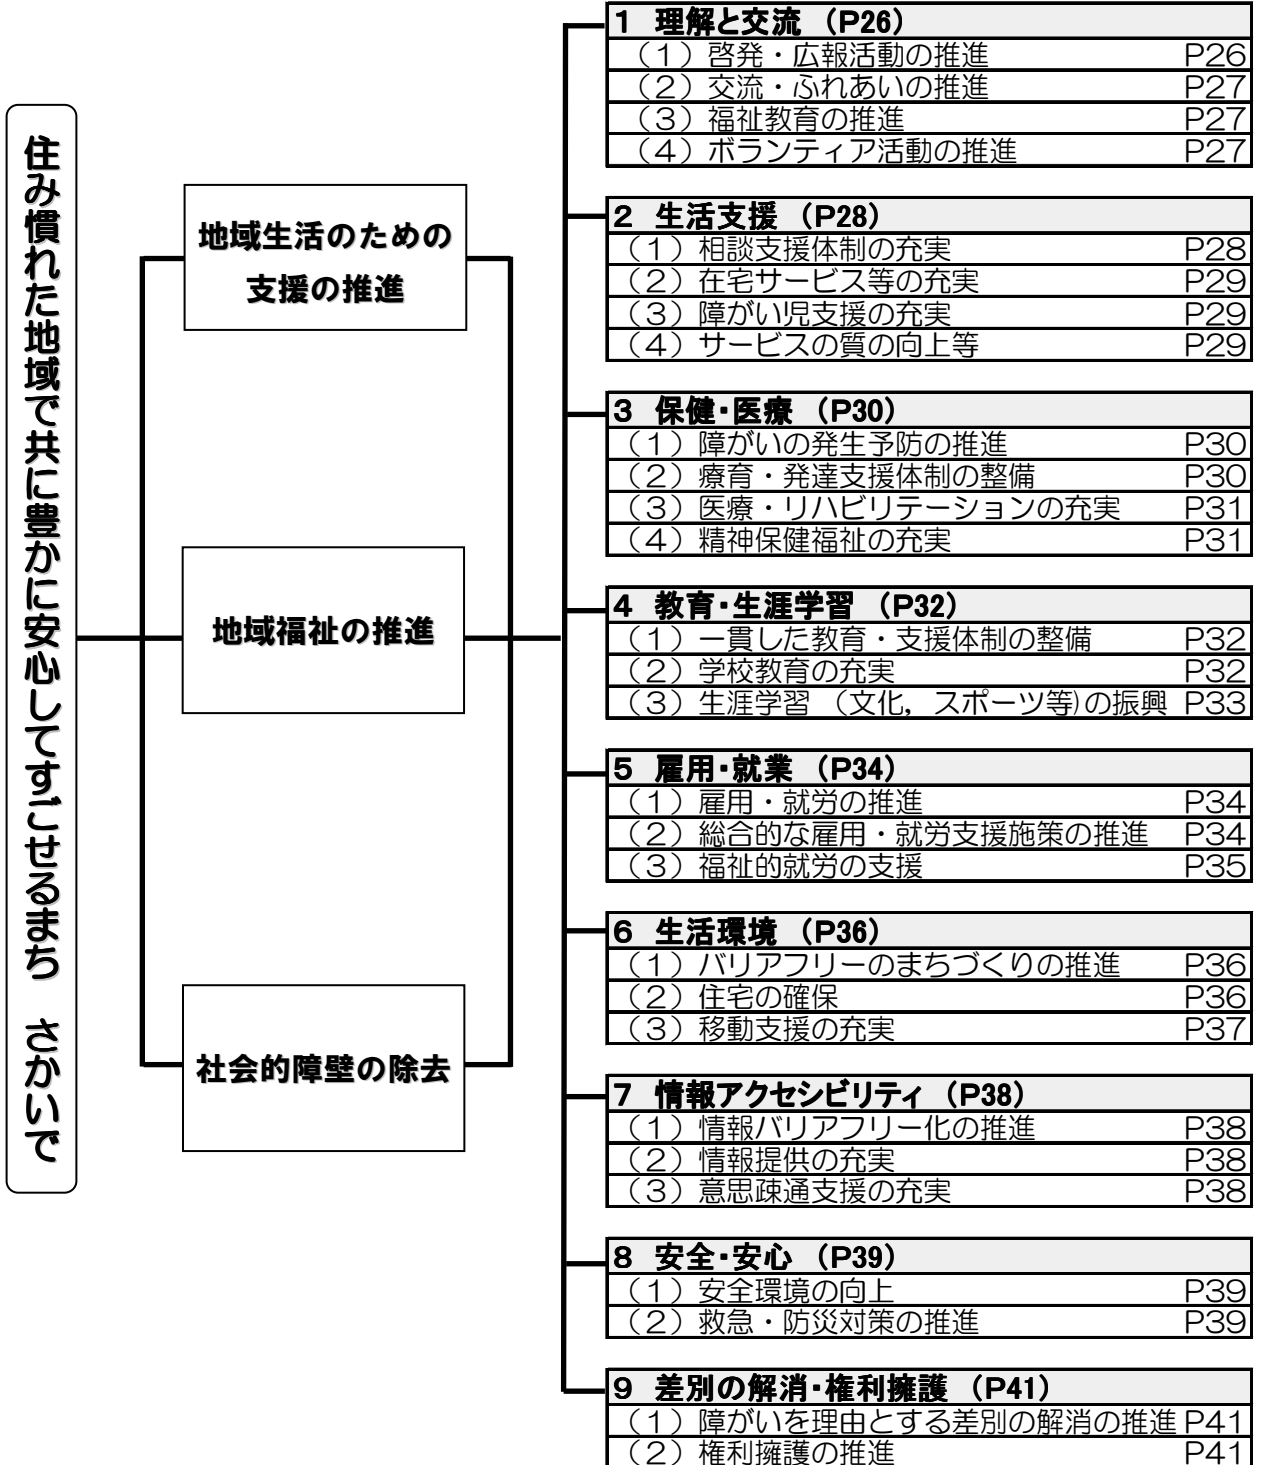 住み慣れた地域で共に豊かに安心してすごせるまち　さかいで
地域生活のための
支援の推進
地域福祉の推進
社会的障壁の除去
1　理解と交流　（P26）
（1）啓発・広報活動の推進　P26
（2）交流・ふれあいの推進　P27
（3）福祉教育の推進　P27
（4）ボランティア活動の推進　P27
2　生活支援　（P28）
（1）相談支援体制の充実　P28
（2）在宅サービス等の充実　P29
（3）障がい児支援の充実　P29
（4）サービスの質の向上等　P29
3　保健・医療　（P30）
（1）障がいの発生予防の推進　P30
（2）療育・発達支援体制の整備　P30
（3）医療・リハビリテーションの充実　P31
（4）精神保健福祉の充実　P31
4　教育・生涯学習　（P32）
（1）一貫した教育・支援体制の整備　P32
（2）学校教育の充実　P32
（3）生涯学習　（文化，スポーツ等）の振興　P33
5　雇用・就業　（P34）
（1）雇用・就労の推進　P34
（2）総合的な雇用・就労支援施策の推進　P34
（3）福祉的就労の支援　P35
6　生活環境　（P36）
（1）バリアフリーのまちづくりの推進　P36
（2）住宅の確保　P36
（3）移動支援の充実　P37
7　情報アクセシビリティ　（P38）
（1）情報バリアフリー化の推進　P38
（2）情報提供の充実　P38
（3）意思疎通支援の充実　P38
8　安全・安心　（P39）
（1）安全環境の向上　P39
（2）救急・防災対策の推進　P39
9　差別の解消・権利擁護　（P41）
（1）障がいを理由とする差別の解消の推進　P41
（2）権利擁護の推進　P41